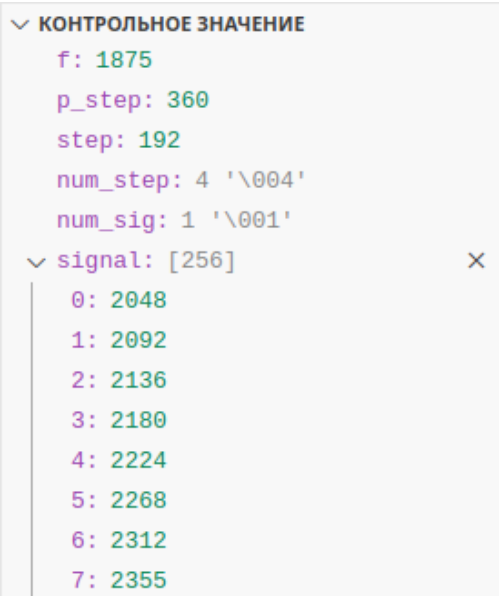 КОНТРОЛЬНОЕ ЗНАЧЕНИЕ
f: 1875
p_step: 360
step: 192
num_step: 4 '\004'
num_sig: 1 '\001'
signal: [256]
0: 2048
1: 2092
2: 2136
3: 2180
4: 2224
5: 2268
6: 2312
7: 2355